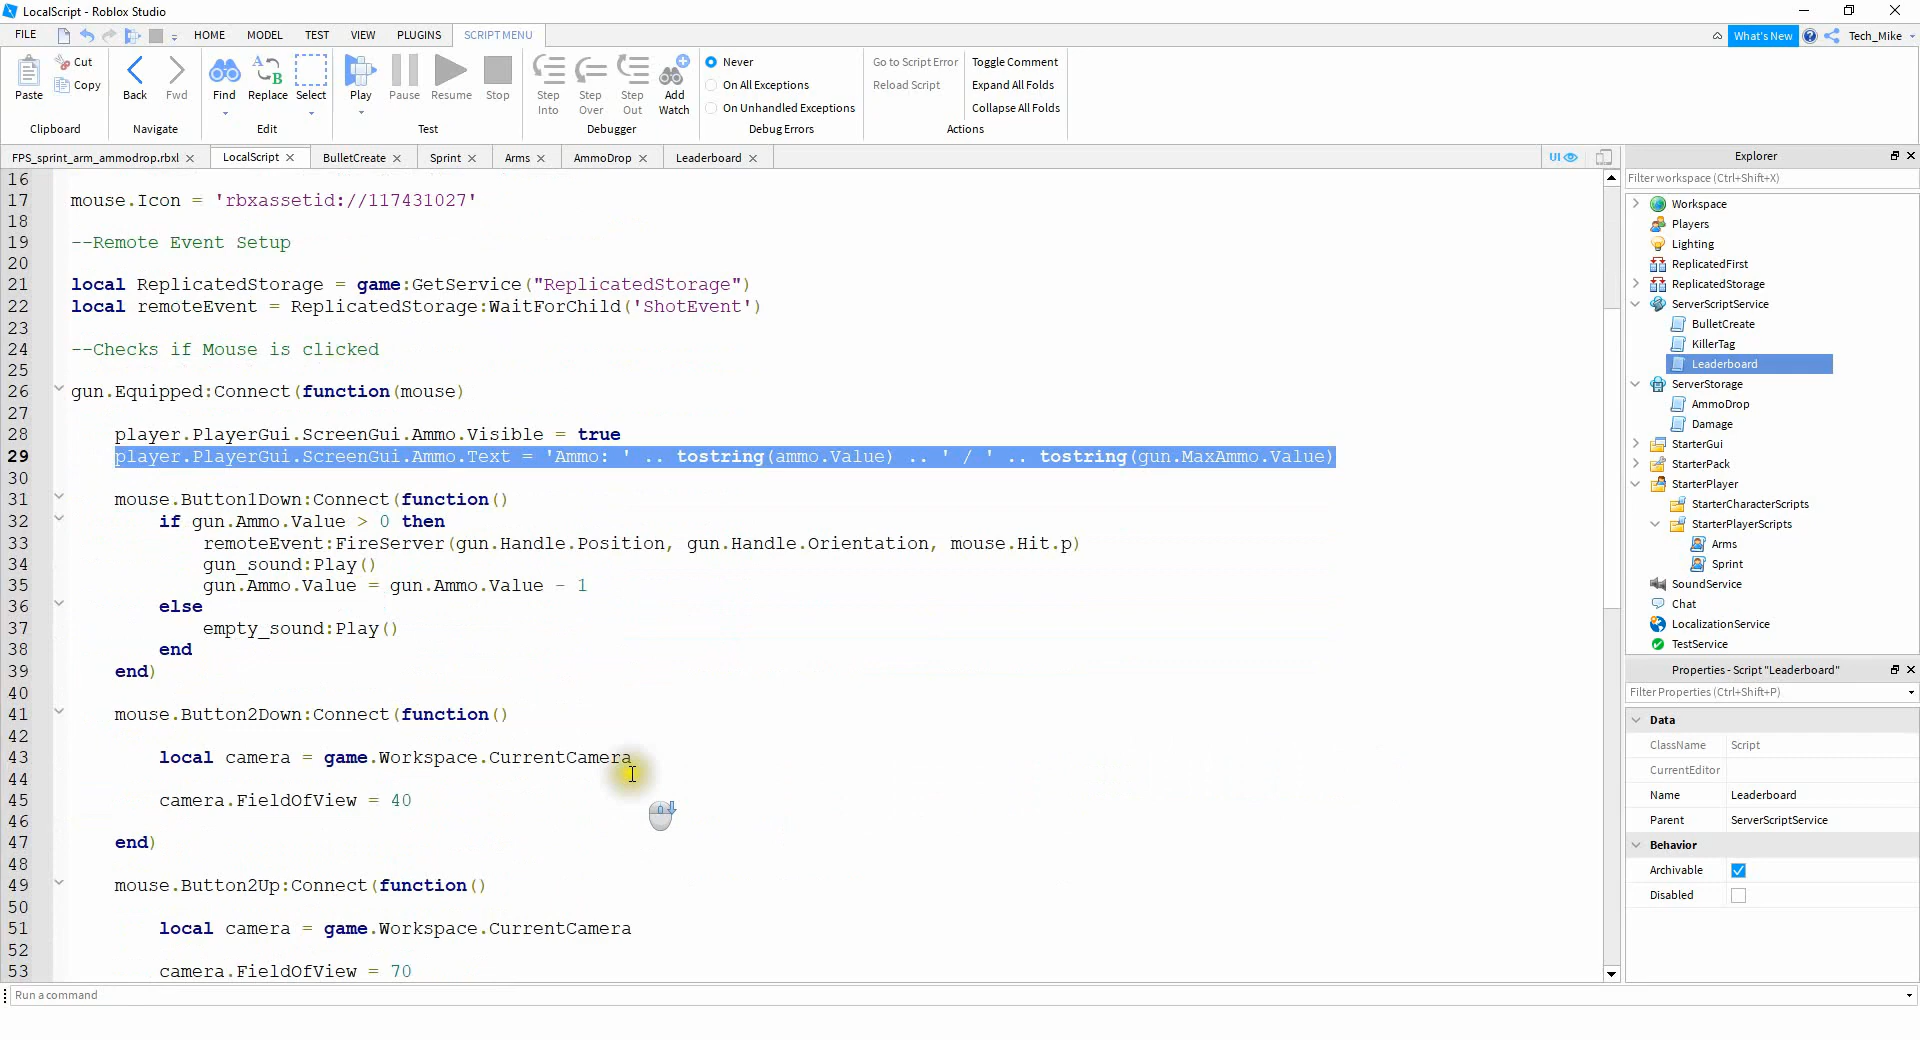 LocalScript - Roblox Studio
FILE HOME MODEL TEST VIEW PLUGINS SCRIPT MENU What's New Tech_Mike
Paste Cut Copy Back Fwd Find Replace Select Play Pause Resume Stop Step Into Step Over Step Out Add Watch Never On All Exceptions On Unhandled Exceptions Go to Script Error Reload Script Toggle Comment Expand All Folds Collapse All Folds
Clipboard Navigate Edit Test Debugger Debug Errors Actions
FPS_sprint_arm_ammodrop.rbxl LocalScript BulletCreate Sprint Arms AmmoDrop Leaderboard UI
16
17 mouse.Icon = 'rbxassetid://117431027'
18
19 --Remote Event Setup
20
21 local ReplicatedStorage = game:GetService("ReplicatedStorage")
22 local remoteEvent = ReplicatedStorage:WaitForChild('ShotEvent')
23
24 --Checks if Mouse is clicked
25
26 gun.Equipped:Connect(function(mouse)
27
28 player.PlayerGui.ScreenGui.Ammo.Visible = true
29 player.PlayerGui.ScreenGui.Ammo.Text = 'Ammo: ' .. tostring(ammo.Value) .. ' / ' .. tostring(gun.MaxAmmo.Value)
30
31 mouse.Button1Down:Connect(function()
32 if gun.Ammo.Value > 0 then
33 remoteEvent:FireServer(gun.Handle.Position, gun.Handle.Orientation, mouse.Hit.p)
34 gun_sound:Play()
35 gun.Ammo.Value = gun.Ammo.Value - 1
36 else
37 empty_sound:Play()
38 end
39 end)
40
41 mouse.Button2Down:Connect(function()
42
43 local camera = game.Workspace.CurrentCamera
44
45 camera.FieldOfView = 40
46
47 end)
48
49 mouse.Button2Up:Connect(function()
50
51 local camera = game.Workspace.CurrentCamera
52
53 camera.FieldOfView = 70
Run a command
Explorer
Filter workspace (Ctrl+Shift+X)
Workspace
Players
Lighting
ReplicatedFirst
ReplicatedStorage
ServerScriptService
BulletCreate
KillerTag
Leaderboard
ServerStorage
AmmoDrop
Damage
StarterGui
StarterPack
StarterPlayer
StarterCharacterScripts
StarterPlayerScripts
Arms
Sprint
SoundService
Chat
LocalizationService
TestService
Properties - Script "Leaderboard"
Filter Properties (Ctrl+Shift+P)
Data
ClassName Script
CurrentEditor
Name Leaderboard
Parent ServerScriptService
Behavior
Archivable
Disabled